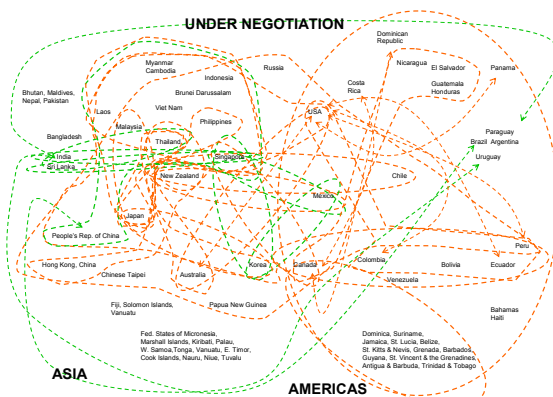 UNDER NEGOTIATION
Dominican
Republic
Myanmar
Cambodia
Russia
Nicaragua
El Salvador
Panama
Indonesia
Costa
Rica
Guatemala
Honduras
Bhutan, Maldives,
Nepal, Pakistan
Brunei Darussalam
Laos
Viet Nam
USA
Malaysia
Philippines
Paraguay
Bangladesh
Thailand
Brazil Argentina
India
Singapore
Uruguay
Sri Lanka
New Zealand
Chile
Mexico
Japan
People's Rep. of China
Peru
Hong Kong, China
Korea
Canada
Colombia
Bolivia
Ecuador
Chinese Taipei
Australia
Venezuela
Fiji, Solomon Islands,
Vanuatu
Papua New Guinea
Bahamas
Haiti
Fed. States of Micronesia,
Marshall Islands, Kiribati, Palau,
W. Samoa,Tonga, Vanuatu, E. Timor,
Cook Islands, Nauru, Niue, Tuvalu
Dominica, Suriname,
Jamaica, St. Lucia, Belize,
St. Kitts & Nevis, Grenada, Barbados,
Guyana, St. Vincent & the Grenadines,
Antigua & Barbuda, Trinidad & Tobago
ASIA
AMERICAS